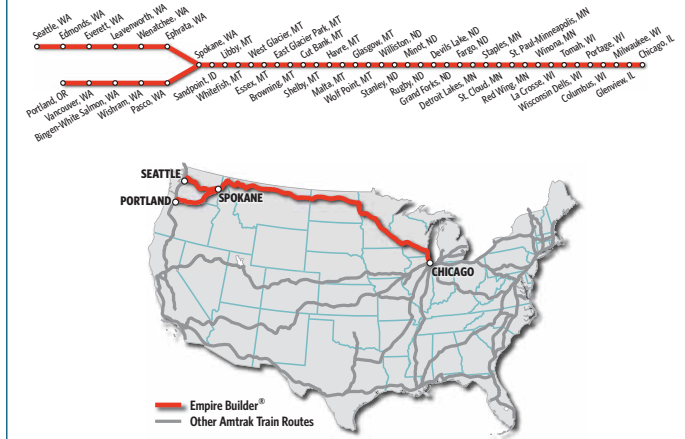 Seattle, WA
Edmonds, WA
Everett, WA
Leavenworth, WA
Wenatchee, WA
Ephrata, WA
Portland, OR
Vancouver, WA
Bingen-White Salmon, WA
Wishram, WA
Pasco, WA
Spokane, WA
Sandpoint, ID
Libby, MT
Whitefish, MT
West Glacier, MT
Essex, MT
East Glacier Park, MT
Browning, MT
Cut Bank, MT
Shelby, MT
Havre, MT
Malta, MT
Glasgow, MT
Wolf Point, MT
Williston, ND
Stanley, ND
Minot, ND
Rugby, ND
Devils Lake, ND
Grand Forks, ND
Fargo, ND
Detroit Lakes, MN
Staples, MN
St. Cloud, MN
St. Paul-Minneapolis, MN
Red Wing, MN
Winona, MN
La Crosse, WI
Tomah, WI
Wisconsin Dells, WI
Portage, WI
Columbus, WI
Milwaukee, WI
Glenview, IL
Chicago, IL
SEATTLE
PORTLAND
SPOKANE
CHICAGO
Empire Builder®
Other Amtrak Train Routes